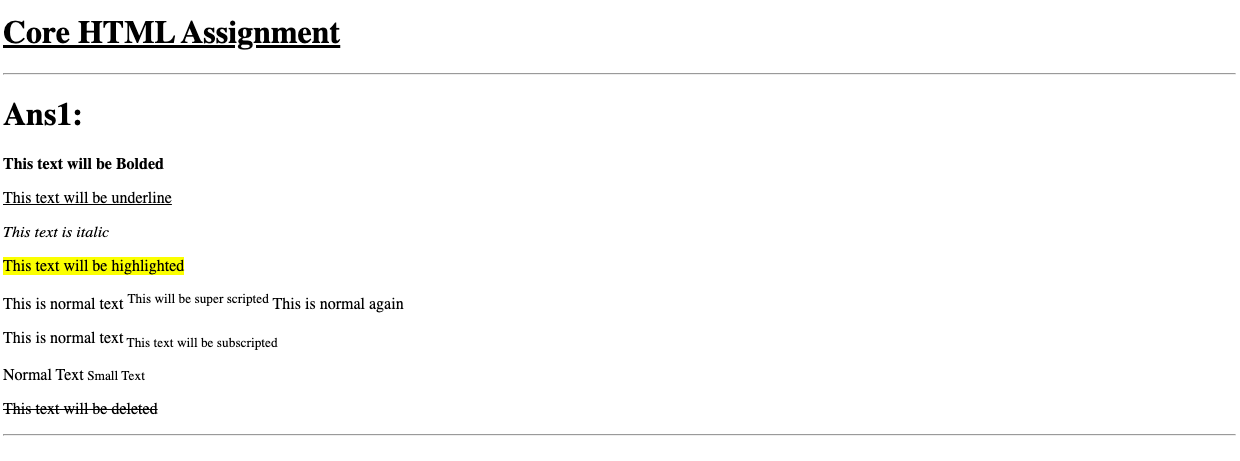 Core HTML Assignment
Ans1:
This text will be Bolded
This text will be underline
This text is italic
This text will be highlighted
This is normal text This will be super scripted This is normal again
This is normal text This text will be subscripted
Normal Text Small Text
This text will be deleted